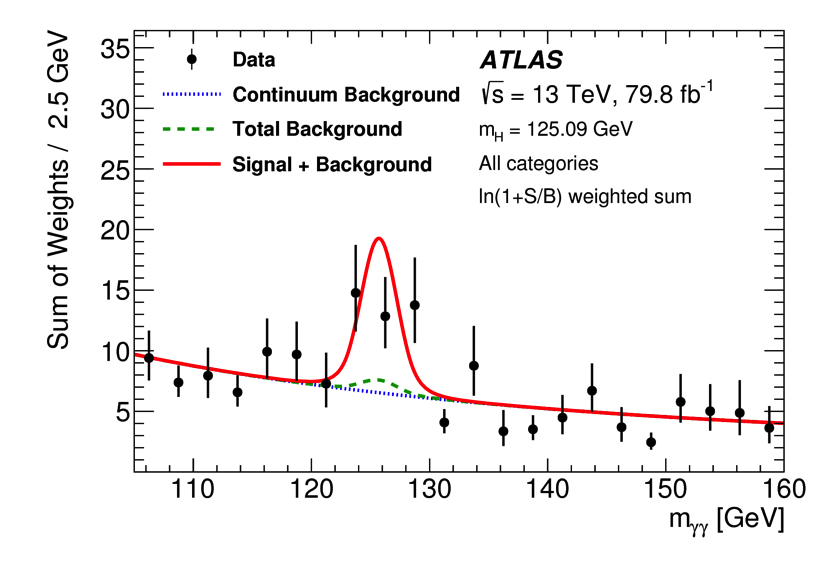 Sum of Weights / 2.5 GeV
35
30
25
20
15
10
5
Data
Continuum Background
Total Background
Signal + Background
ATLAS
√s = 13 TeV, 79.8 fb⁻¹
m_H = 125.09 GeV
All categories
ln(1+S/B) weighted sum
110 120 130 140 150 160
m_γγ [GeV]